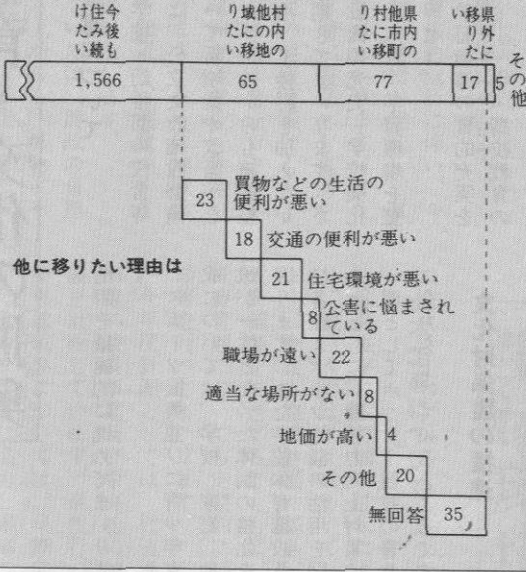 今後も
住み続
けたい
村内の
他の地
域に移
りたい
県内の
他市町
村に移
りたい
県外に
移りた
い
その他
1,566
65
77
17
5
他に移りたい理由は
23
買物などの生活の
便利が悪い
18 交通の便利が悪い
21 住宅環境が悪い
8
公害に悩まされ
ている
職場が遠い 22
適当な場所がない 8
地価が高い 4
その他 20
無回答 35